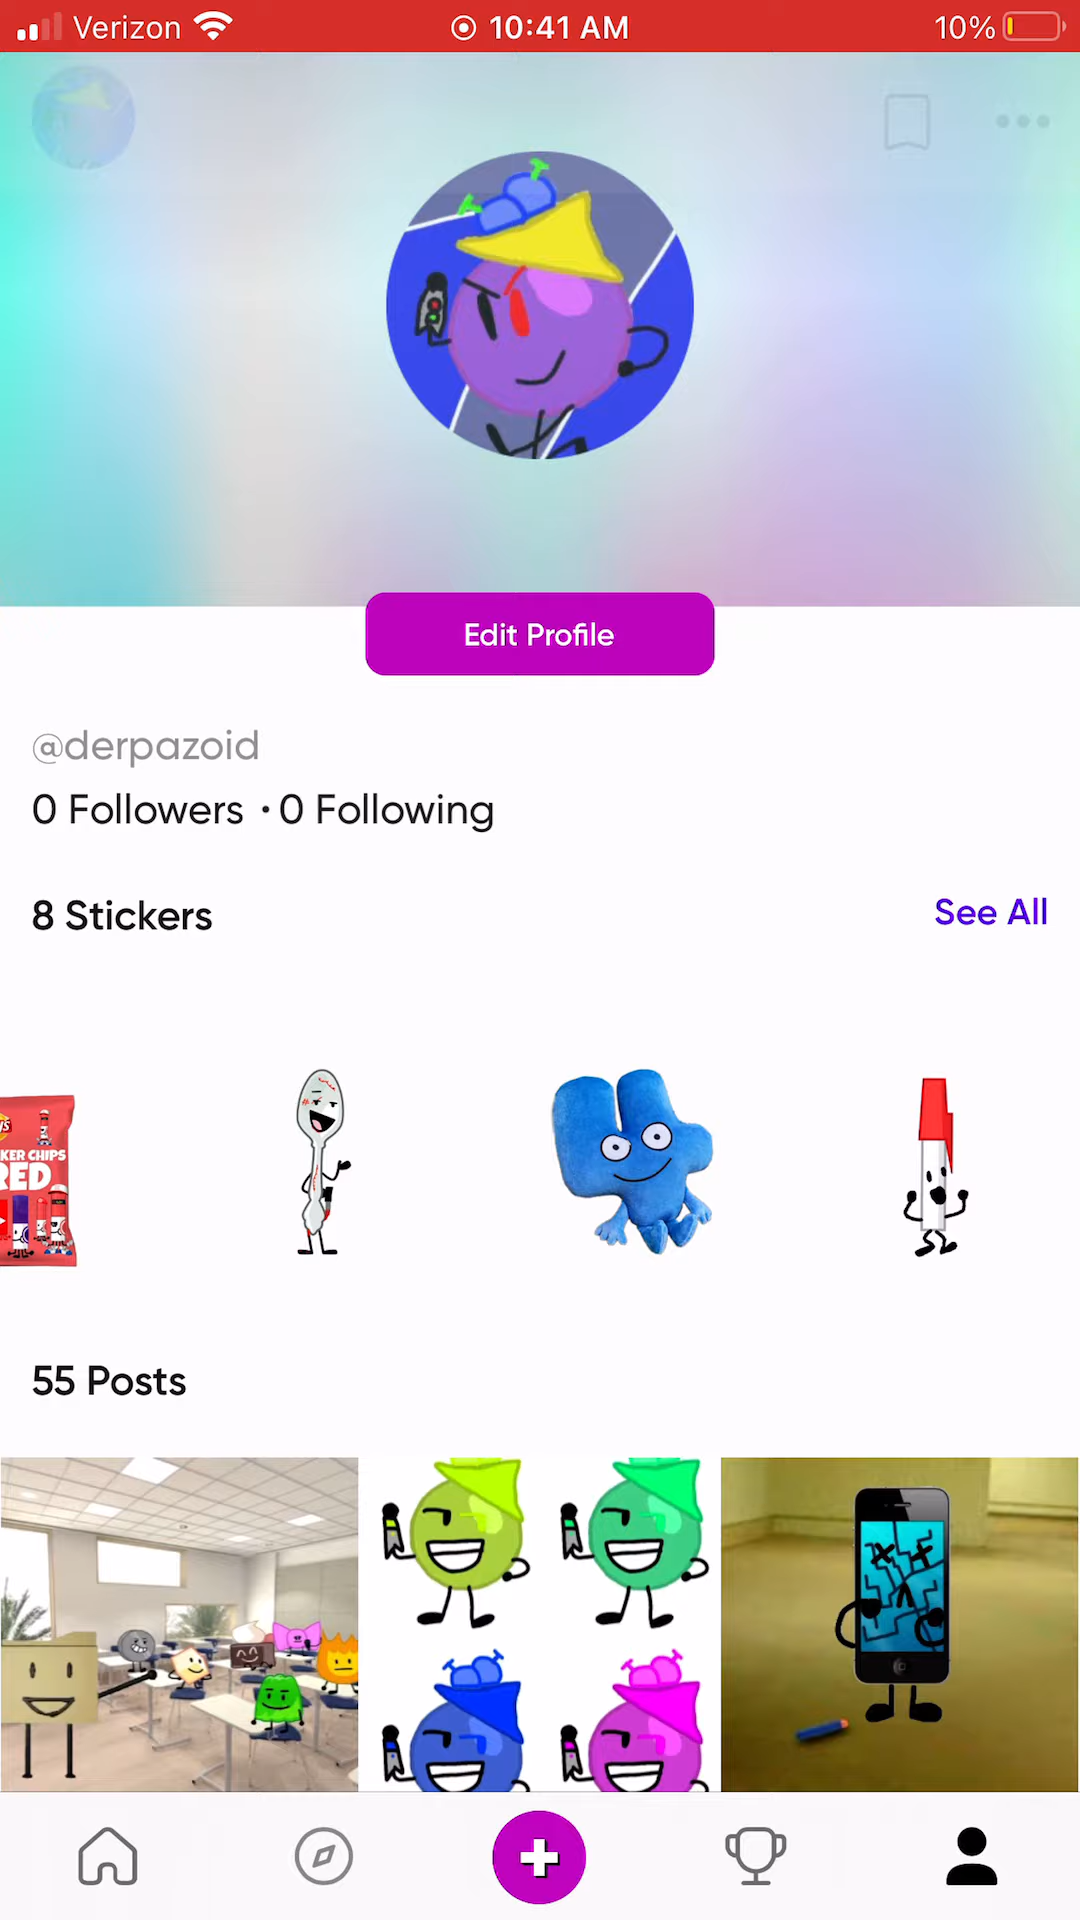 Verizon 10:41 AM 10%
Edit Profile
@derpazoid
0 Followers · 0 Following
8 Stickers See All
KER CHIPS
RED
55 Posts